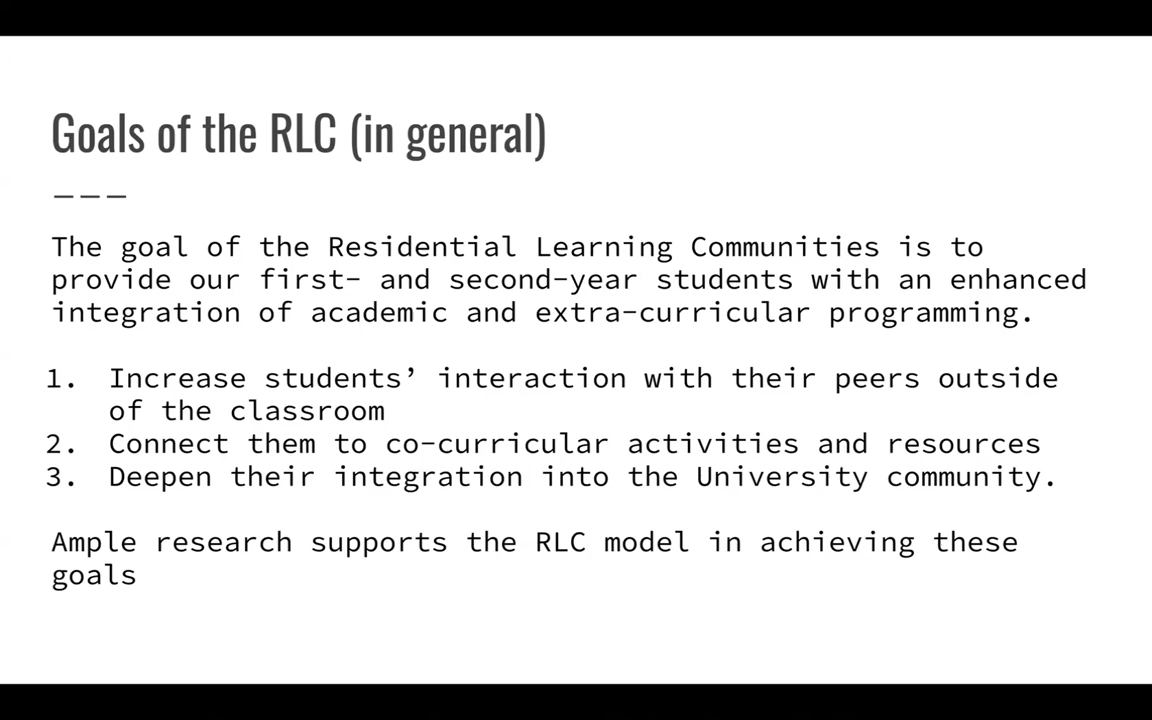 Goals of the RLC (in general)
The goal of the Residential Learning Communities is to
provide our first- and second-year students with an enhanced
integration of academic and extra-curricular programming.
1. Increase students’ interaction with their peers outside
of the classroom
2. Connect them to co-curricular activities and resources
3. Deepen their integration into the University community.
Ample research supports the RLC model in achieving these
goals